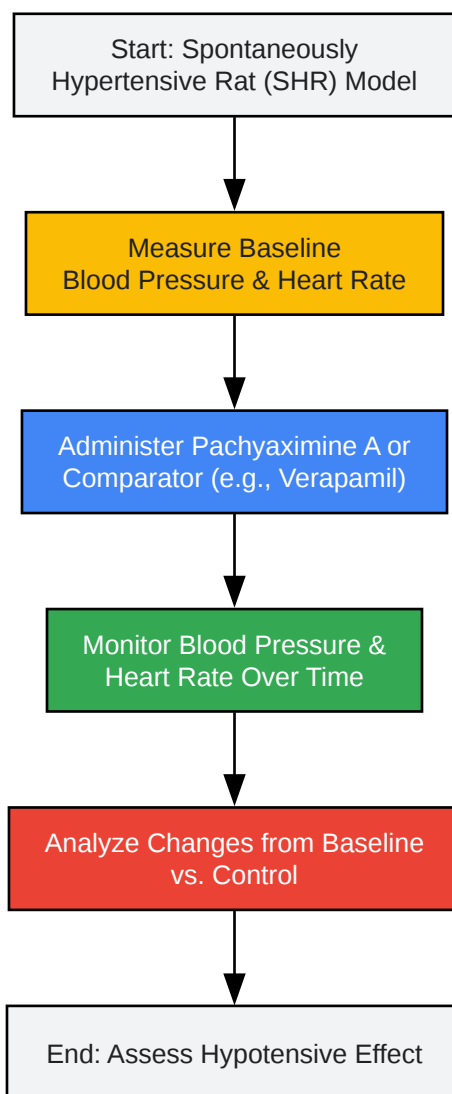 Start: Spontaneously
Hypertensive Rat (SHR) Model
Measure Baseline
Blood Pressure & Heart Rate
Administer Pachyaximine A or
Comparator (e.g., Verapamil)
Monitor Blood Pressure &
Heart Rate Over Time
Analyze Changes from Baseline
vs. Control
End: Assess Hypotensive Effect